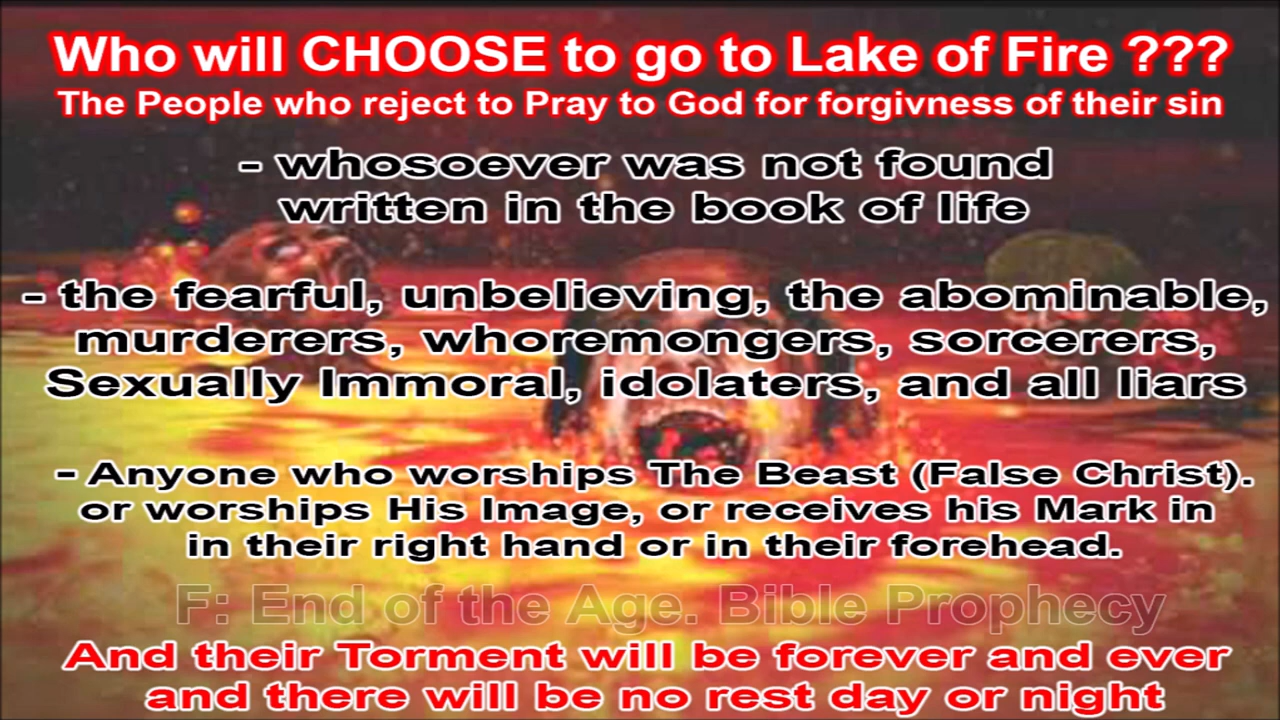 Who will CHOOSE to go to Lake of Fire ???
The People who reject to Pray to God for forgivness of their sin
- whosoever was not found
written in the book of life
- the fearful, unbelieving, the abominable,
murderers, whoremongers, sorcerers,
Sexually Immoral, idolaters, and all liars
- Anyone who worships The Beast (False Christ).
or worships His Image, or receives his Mark in
in their right hand or in their forehead.
F: End of the Age. Bible Prophecy
And their Torment will be forever and ever
and there will be no rest day or night